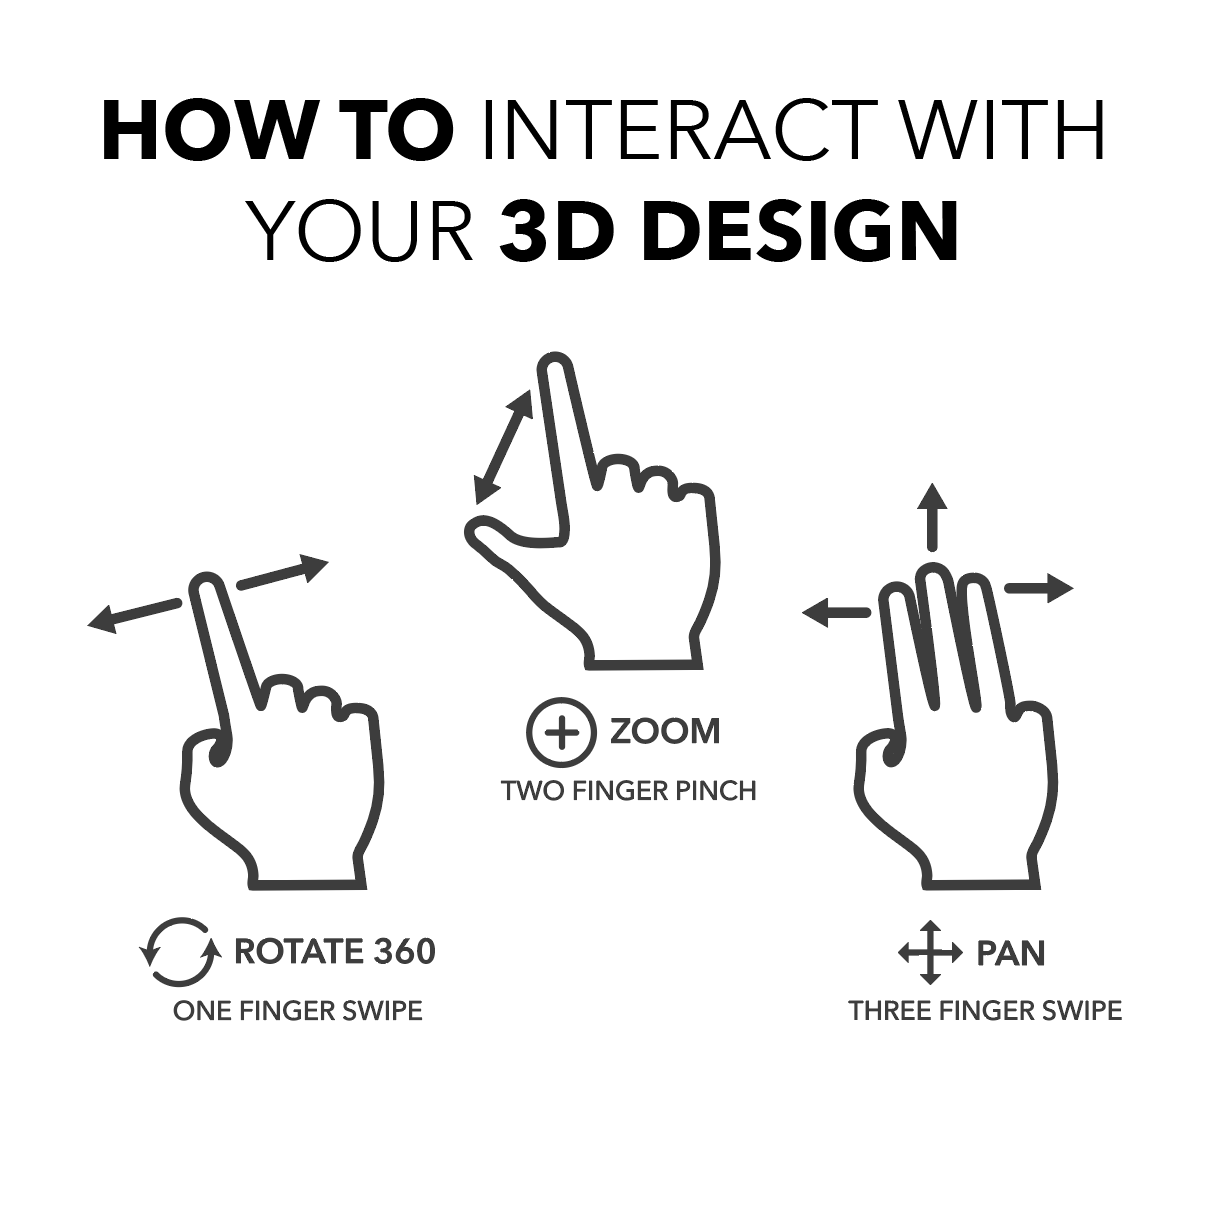 HOW TO INTERACT WITH
YOUR 3D DESIGN
ZOOM
TWO FINGER PINCH
ROTATE 360
ONE FINGER SWIPE
PAN
THREE FINGER SWIPE